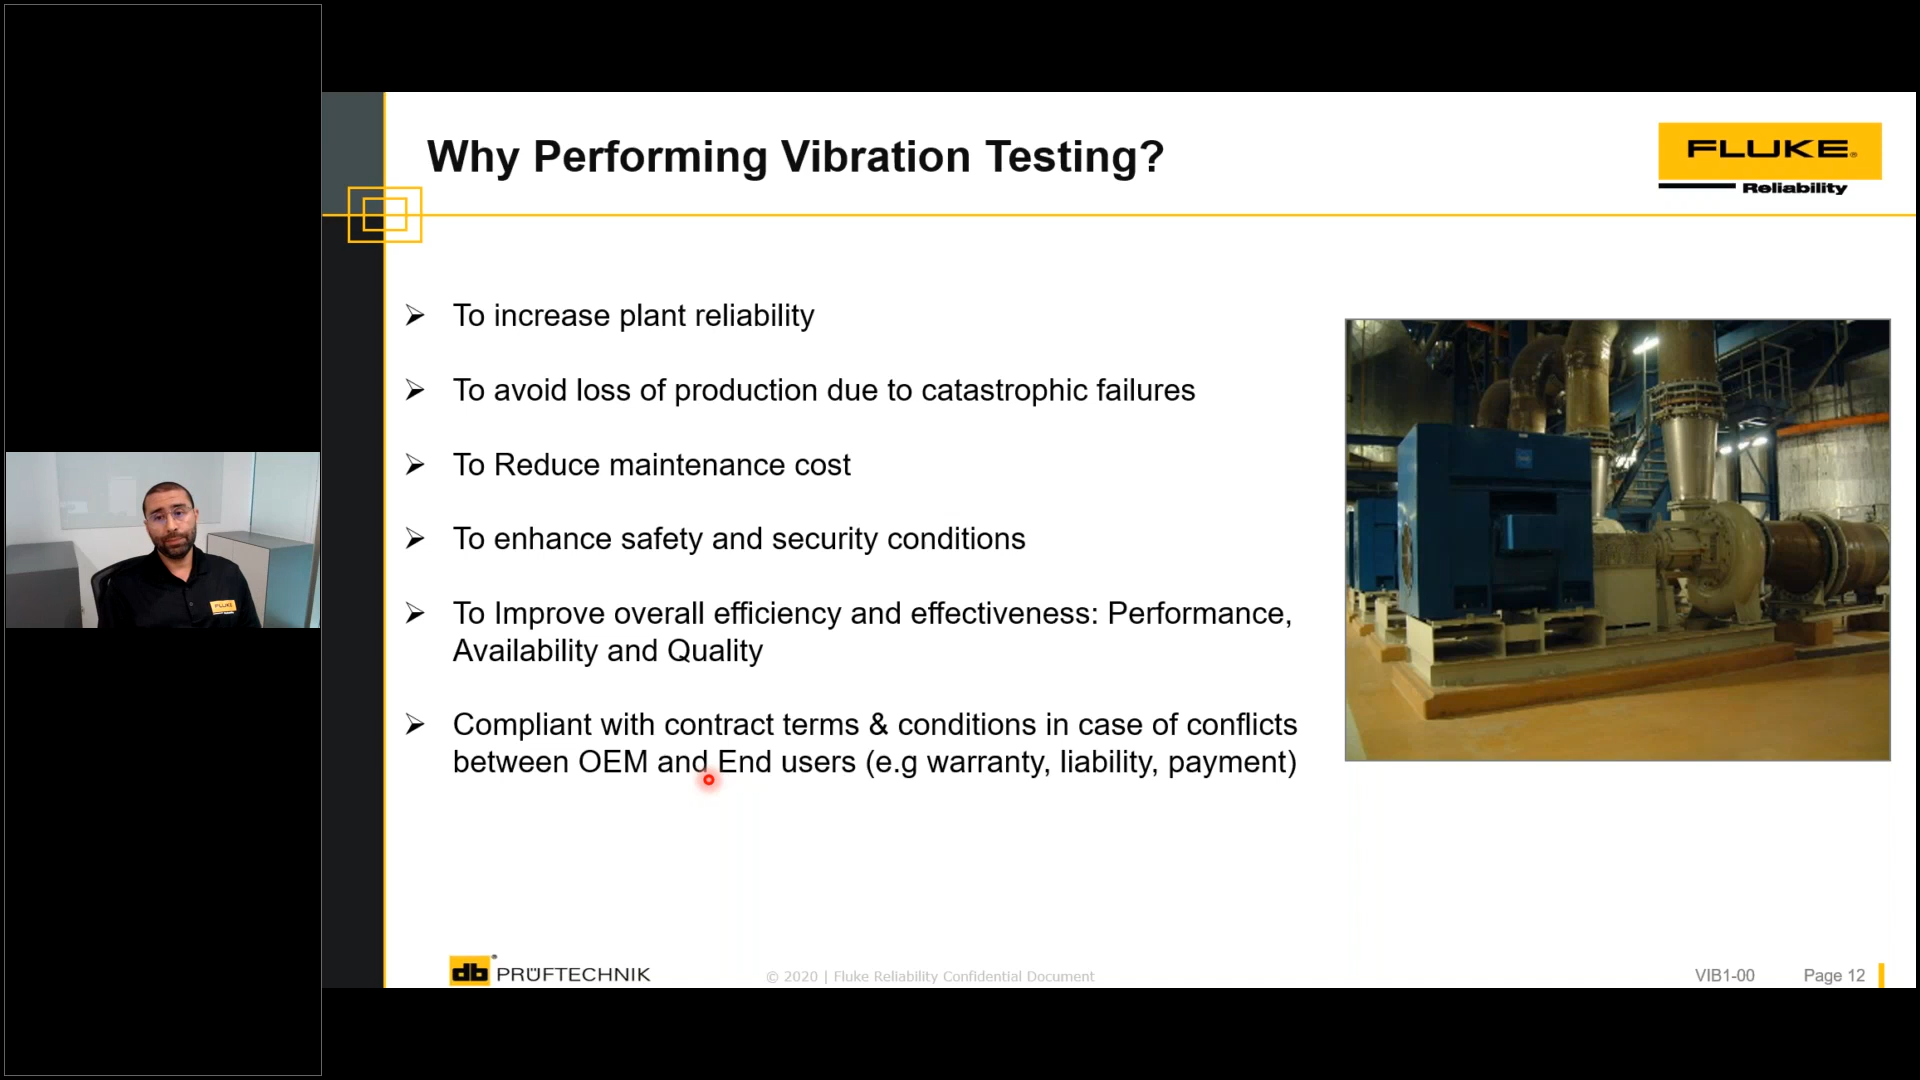 Why Performing Vibration Testing?
FLUKE®
Reliability
➢ To increase plant reliability
➢ To avoid loss of production due to catastrophic failures
➢ To Reduce maintenance cost
➢ To enhance safety and security conditions
➢ To Improve overall efficiency and effectiveness: Performance,
Availability and Quality
➢ Compliant with contract terms & conditions in case of conflicts
between OEM and End users (e.g warranty, liability, payment)
FLUKE
db® PRÜFTECHNIK
© 2020 | Fluke Reliability Confidential Document
VIB1-00
Page 12